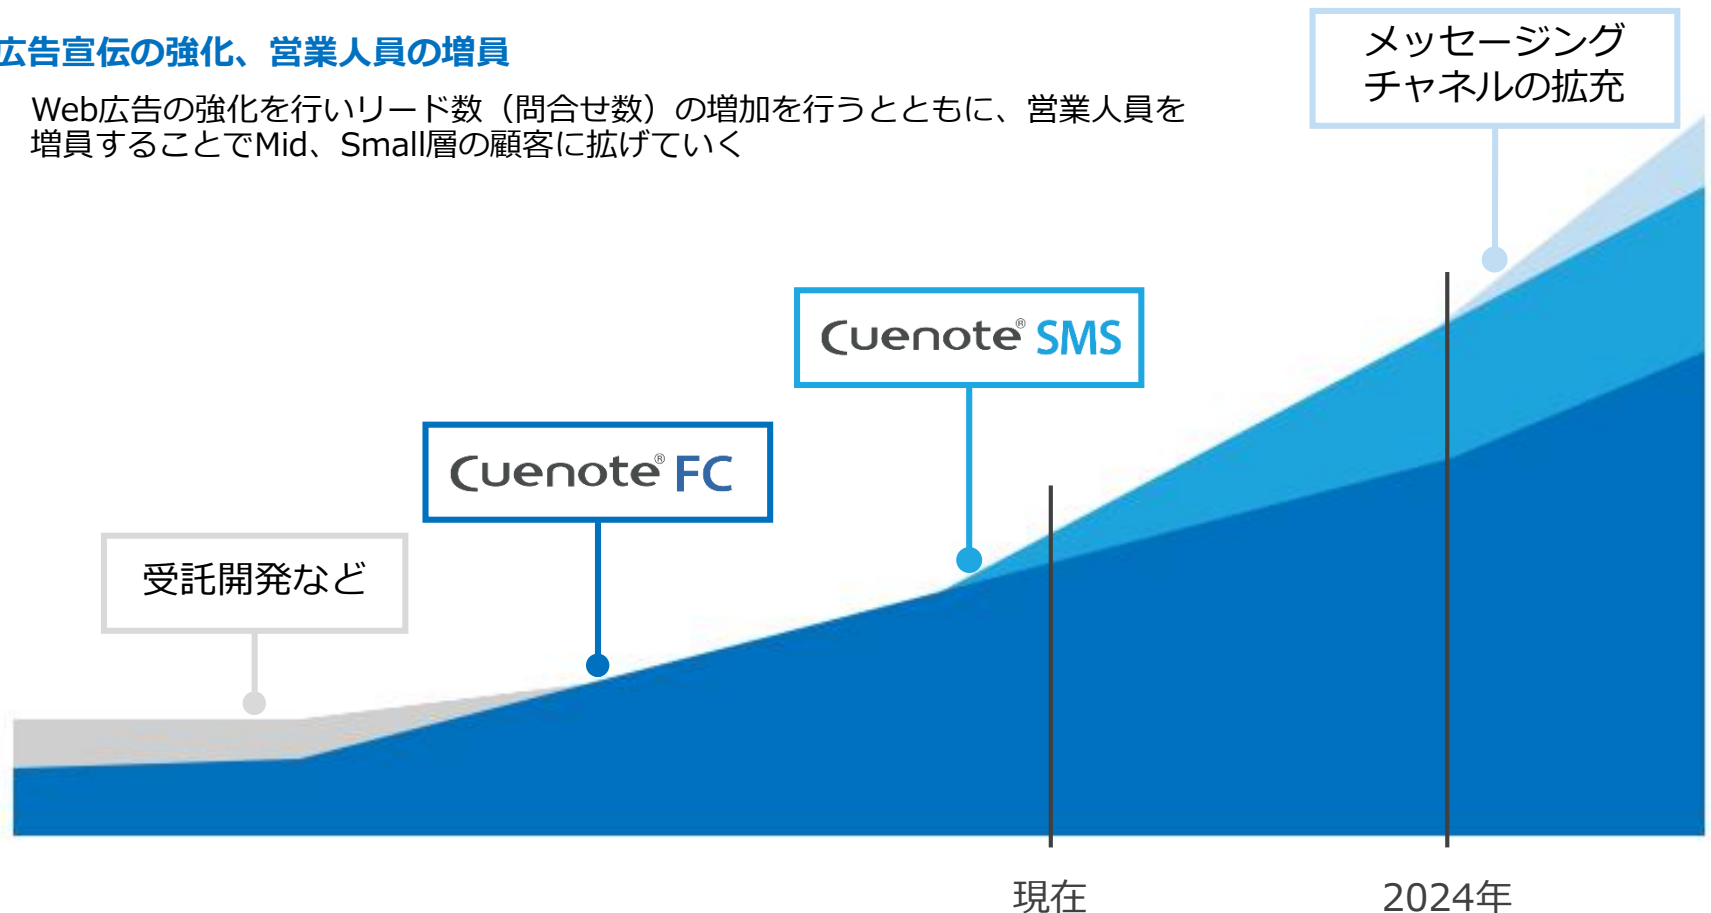 広告宣伝の強化、営業人員の増員
Web広告の強化を行いリード数（問合せ数）の増加を行うとともに、営業人員を
増員することでMid、Small層の顧客に拡げていく
メッセージング
チャネルの拡充
Cuenote® SMS
Cuenote® FC
受託開発など
現在
2024年